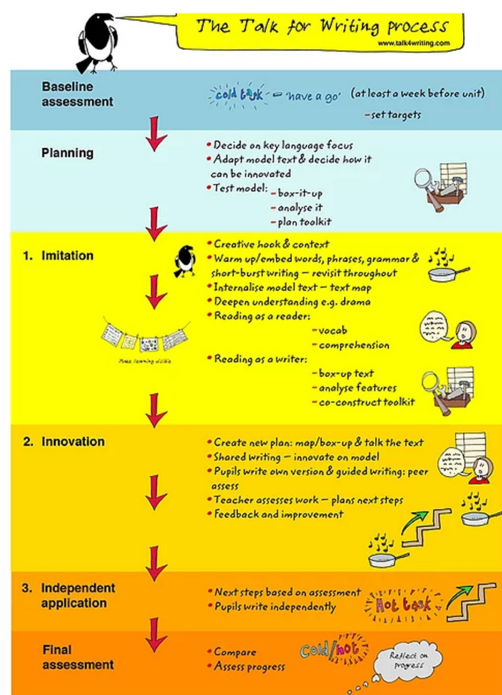 The Talk for Writing process
www.talk4writing.com
Baseline
assessment
cold task – 'have a go' (at least a week before unit)
– set targets
Planning
• Decide on key language focus
• Adapt model text & decide how it
can be innovated
• Test model: – box-it-up
– analyse it
– plan toolkit
1. Imitation
• Creative hook & context
• Warm up/embed words, phrases, grammar &
short-burst writing – revisit throughout
• Internalise model text – text map
• Deepen understanding e.g. drama
• Reading as a reader:
– vocab
– comprehension
Make learning visible
• Reading as a writer:
– box-up text
– analyse features
– co-construct toolkit
2. Innovation
• Create new plan: map/box-up & talk the text
• Shared writing – innovate on model
• Pupils write own version & guided writing: peer
assess
• Teacher assesses work – plans next steps
• Feedback and improvement
3. Independent
application
• Next steps based on assessment
• Pupils write independently
Hot task
Final
assessment
• Compare
• Assess progress
Cold/hot
Reflect on
progress